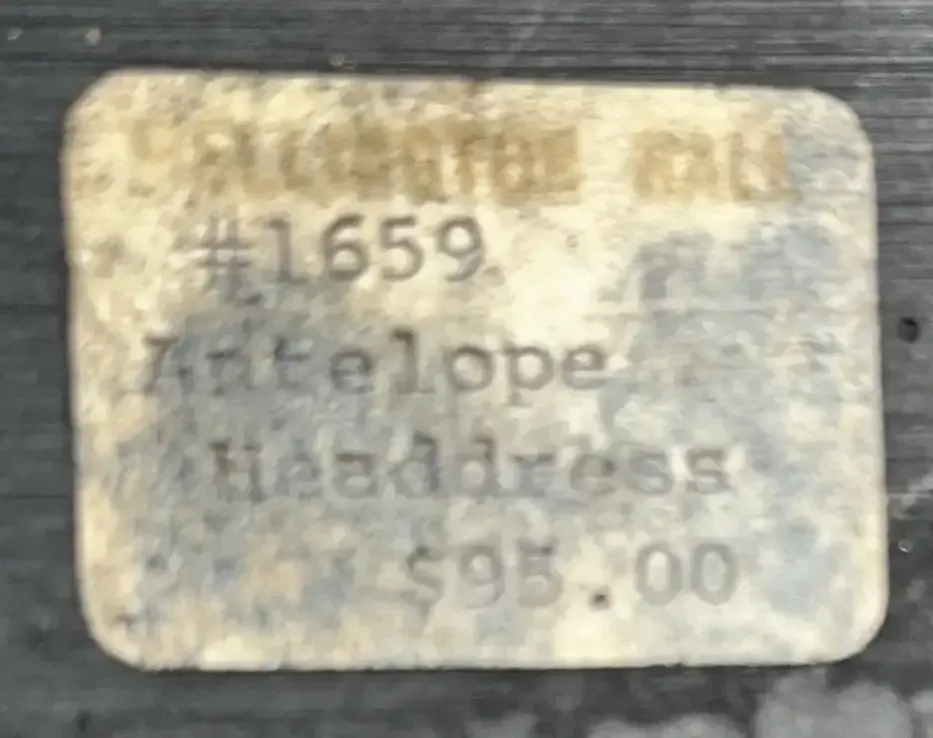 #1659
Antelope
Headdress
$95.00